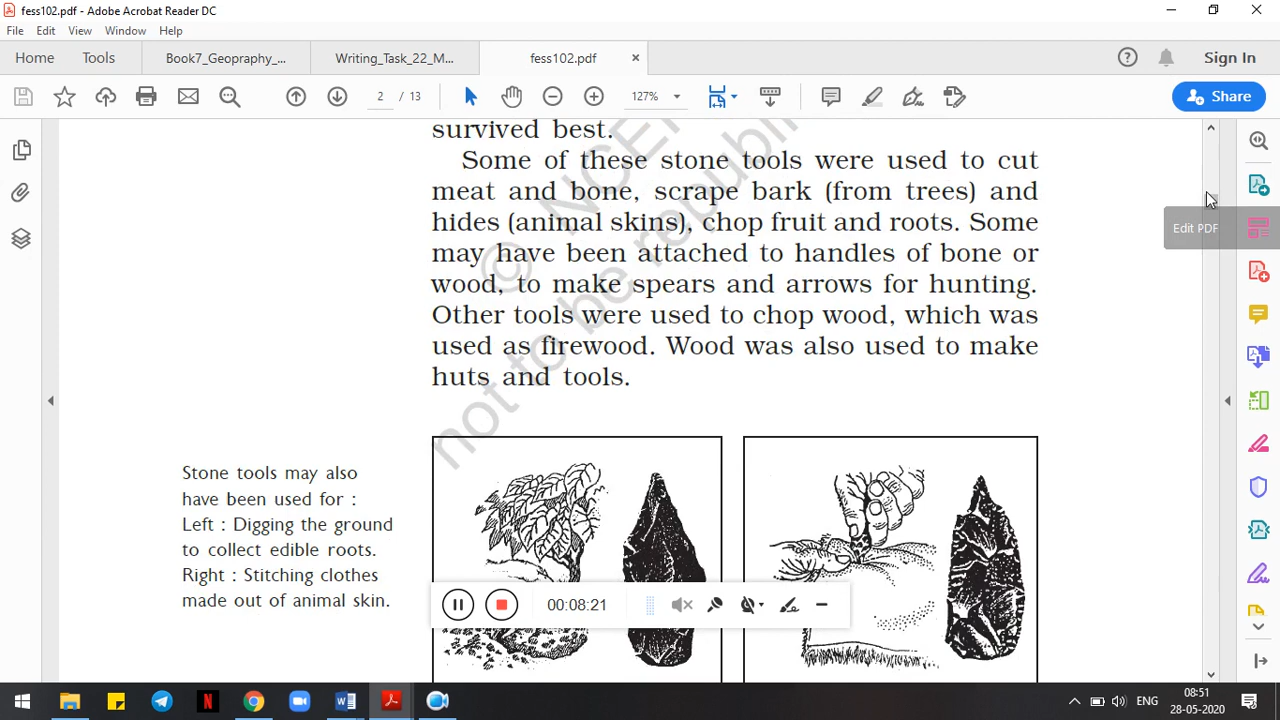 fess102.pdf - Adobe Acrobat Reader DC
File Edit View Window Help
Home Tools Book7_Geopraphy_... Writing_Task_22_M... fess102.pdf × Sign In
2 / 13 127% Share
survived best.
Some of these stone tools were used to cut
meat and bone, scrape bark (from trees) and
hides (animal skins), chop fruit and roots. Some
may have been attached to handles of bone or
wood, to make spears and arrows for hunting.
Other tools were used to chop wood, which was
used as firewood. Wood was also used to make
huts and tools.
Edit PDF
© NCE
not to be republi
Stone tools may also
have been used for :
Left : Digging the ground
to collect edible roots.
Right : Stitching clothes
made out of animal skin.
00:08:21
ENG
08:51
28-05-2020